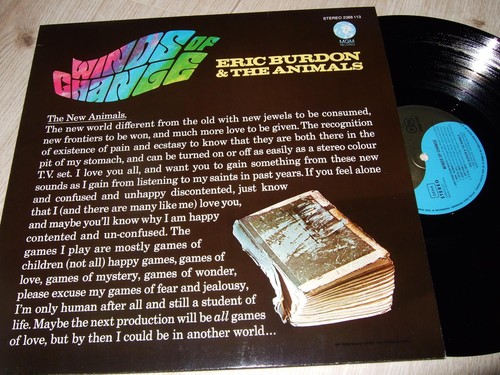 STEREO 2385 113
WINDS OF
CHANGE
MGM
RECORDS
ERIC BURDON
& THE ANIMALS
The New Animals.
The new world different from the old with new jewels to be consumed,
new frontiers to be won, and much more love to be given. The recognition
of existence of pain and ecstasy to know that they are both there in the
pit of my stomach, and can be turned on or off as easily as a stereo colour
T.V. set. I love you all, and want you to gain something from these new
sounds as I gain from listening to my saints in past years. If you feel alone
and confused and unhappy discontented, just know
that I (and there are many like me) love you,
and maybe you'll know why I am happy
contented and un-confused. The
games I play are mostly games of
children (not all) happy games, games of
love, games of mystery, games of wonder,
please excuse my games of fear and jealousy,
I'm only human after all and still a student of
life. Maybe the next production will be all games
of love, but by then I could be in another world...
STEREO